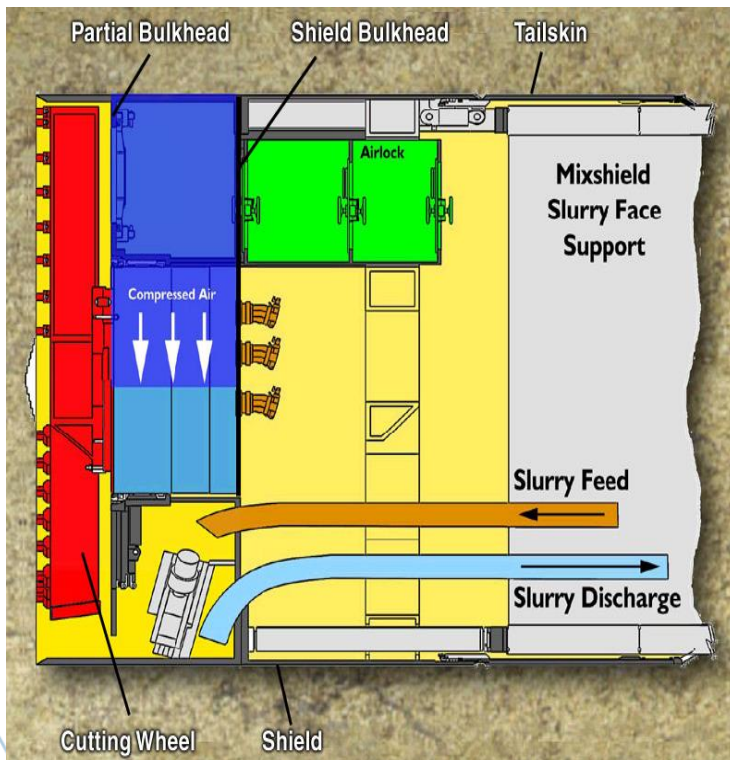 Partial Bulkhead
Shield Bulkhead
Tailskin
Airlock
Mixshield
Slurry Face
Support
Compressed Air
Slurry Feed
Slurry Discharge
Cutting Wheel
Shield